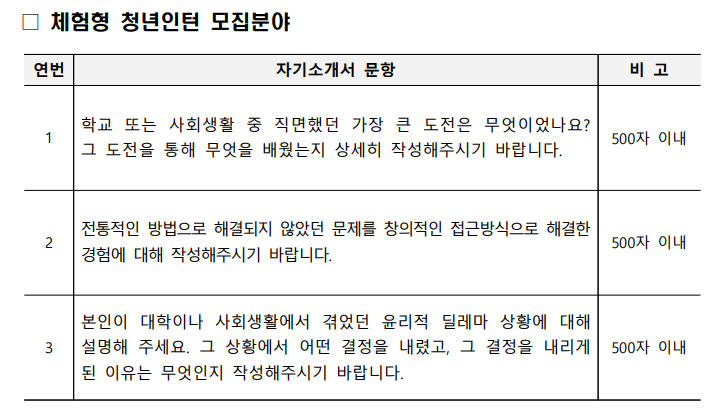 □ 체험형 청년인턴 모집분야
연번 자기소개서 문항 비 고
1
학교 또는 사회생활 중 직면했던 가장 큰 도전은 무엇이었나요?
그 도전을 통해 무엇을 배웠는지 상세히 작성해주시기 바랍니다.
500자 이내
2
전통적인 방법으로 해결되지 않았던 문제를 창의적인 접근방식으로 해결한
경험에 대해 작성해주시기 바랍니다.
500자 이내
3
본인이 대학이나 사회생활에서 겪었던 윤리적 딜레마 상황에 대해
설명해 주세요. 그 상황에서 어떤 결정을 내렸고, 그 결정을 내리게
된 이유는 무엇인지 작성해주시기 바랍니다.
500자 이내